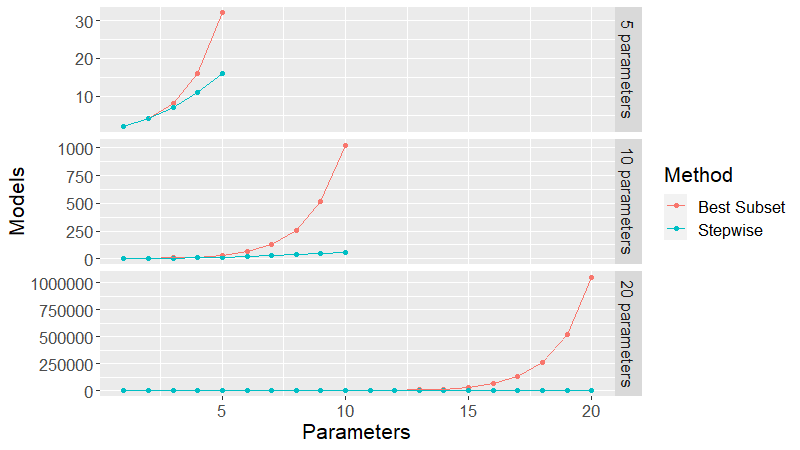 Models
30
20
10
5 parameters
1000
750
500
250
0
10 parameters
1000000
750000
500000
250000
0
20 parameters
5 10 15 20
Parameters
Method
Best Subset
Stepwise